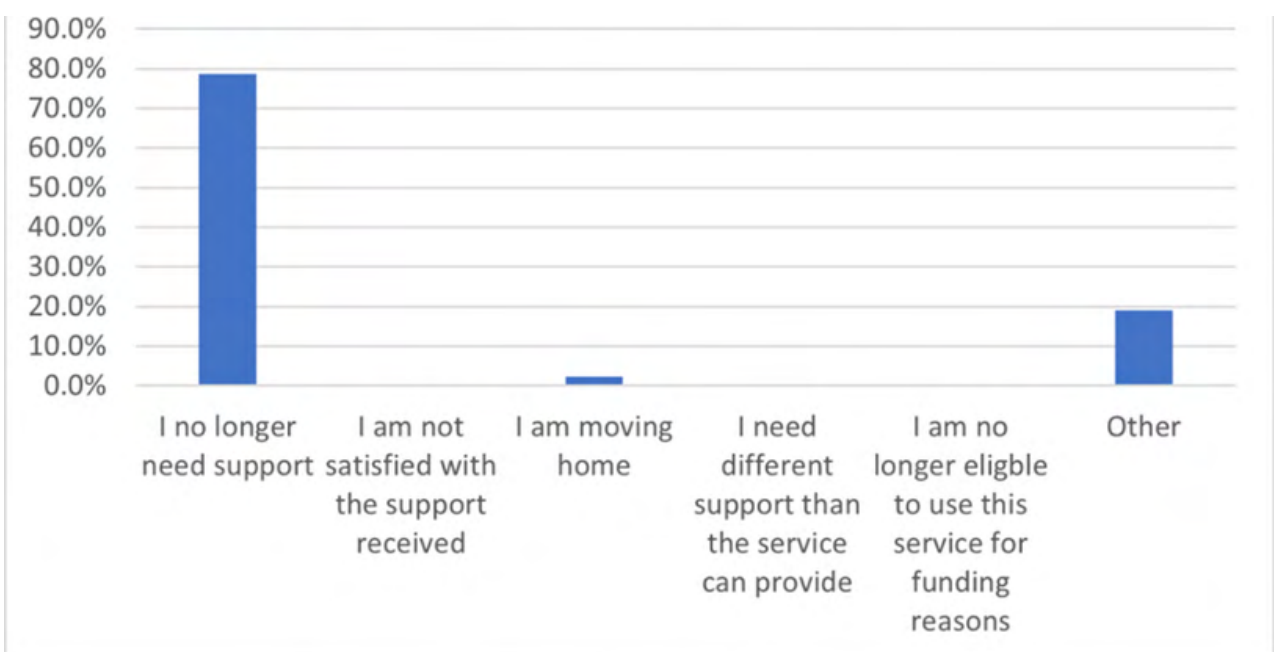 90.0%
80.0%
70.0%
60.0%
50.0%
40.0%
30.0%
20.0%
10.0%
0.0%
I no longer
need support
I am not
satisfied with
the support
received
I am moving
home
I need
different
support than
the service
can provide
I am no
longer eligble
to use this
service for
funding
reasons
Other